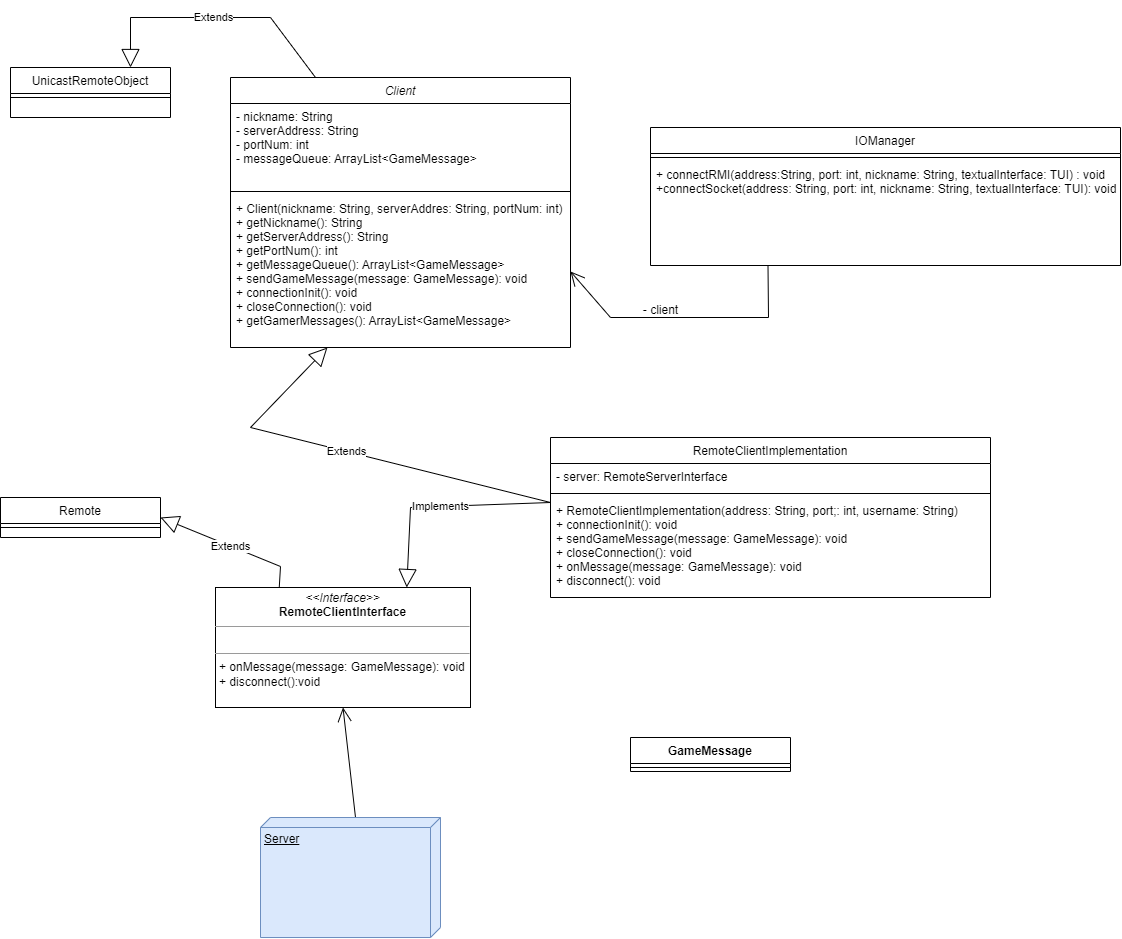 Extends
UnicastRemoteObject
Client
- nickname: String
- serverAddress: String
- portNum: int
- messageQueue: ArrayList<GameMessage>
+ Client(nickname: String, serverAddres: String, portNum: int)
+ getNickname(): String
+ getServerAddress(): String
+ getPortNum(): int
+ getMessageQueue(): ArrayList<GameMessage>
+ sendGameMessage(message: GameMessage): void
+ connectionInit(): void
+ closeConnection(): void
+ getGamerMessages(): ArrayList<GameMessage>
IOManager
+ connectRMI(address:String, port: int, nickname: String, textualInterface: TUI) : void
+connectSocket(address: String, port: int, nickname: String, textualInterface: TUI): void
- client
Extends
RemoteClientImplementation
- server: RemoteServerInterface
+ RemoteClientImplementation(address: String, port;: int, username: String)
+ connectionInit(): void
+ sendGameMessage(message: GameMessage): void
+ closeConnection(): void
+ onMessage(message: GameMessage): void
+ disconnect(): void
Implements
Remote
Extends
<<Interface>>
RemoteClientInterface
+ onMessage(message: GameMessage): void
+ disconnect():void
GameMessage
Server